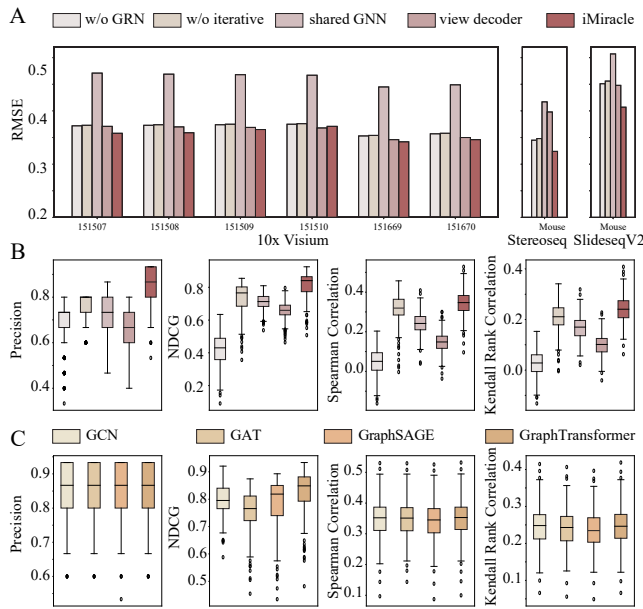 A
w/o GRN
w/o iterative
shared GNN
view decoder
iMiracle
RMSE
0.5
0.4
0.3
0.2
151507
151508
151509
151510
151669
151670
Mouse
Mouse
10x Visium
Stereoseq
SlideseqV2
B
Precision
0.8
0.6
0.4
NDCG
0.8
0.6
0.4
0.2
Spearman Correlation
0.4
0.2
0.0
Kendall Rank Correlation
0.4
0.2
0.0
C
GCN
GAT
GraphSAGE
GraphTransformer
Precision
0.9
0.8
0.7
0.6
NDCG
0.9
0.8
0.7
0.6
0.5
Spearman Correlation
0.5
0.4
0.3
0.2
0.1
Kendall Rank Correlation
0.4
0.3
0.2
0.1